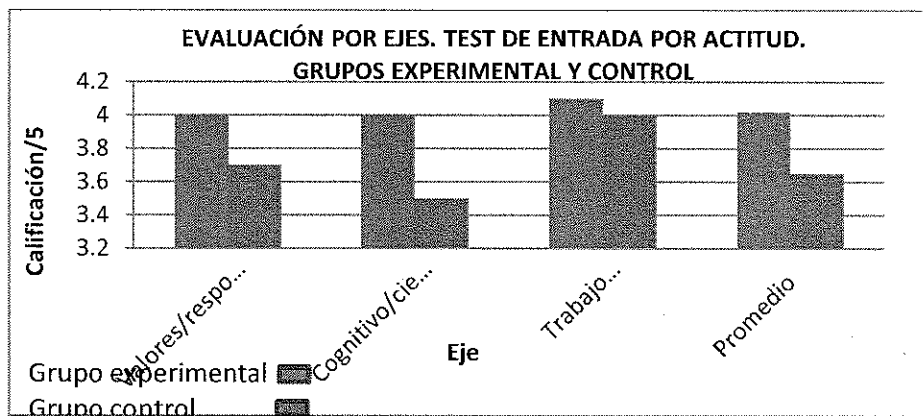 EVALUACIÓN POR EJES. TEST DE ENTRADA POR ACTITUD.
GRUPOS EXPERIMENTAL Y CONTROL
Calificación/5
4.2
4
3.8
3.6
3.4
3.2
Valores/respo...
Cognitivo/cie...
Trabajo...
Promedio
Eje
Grupo experimental
Grupo control